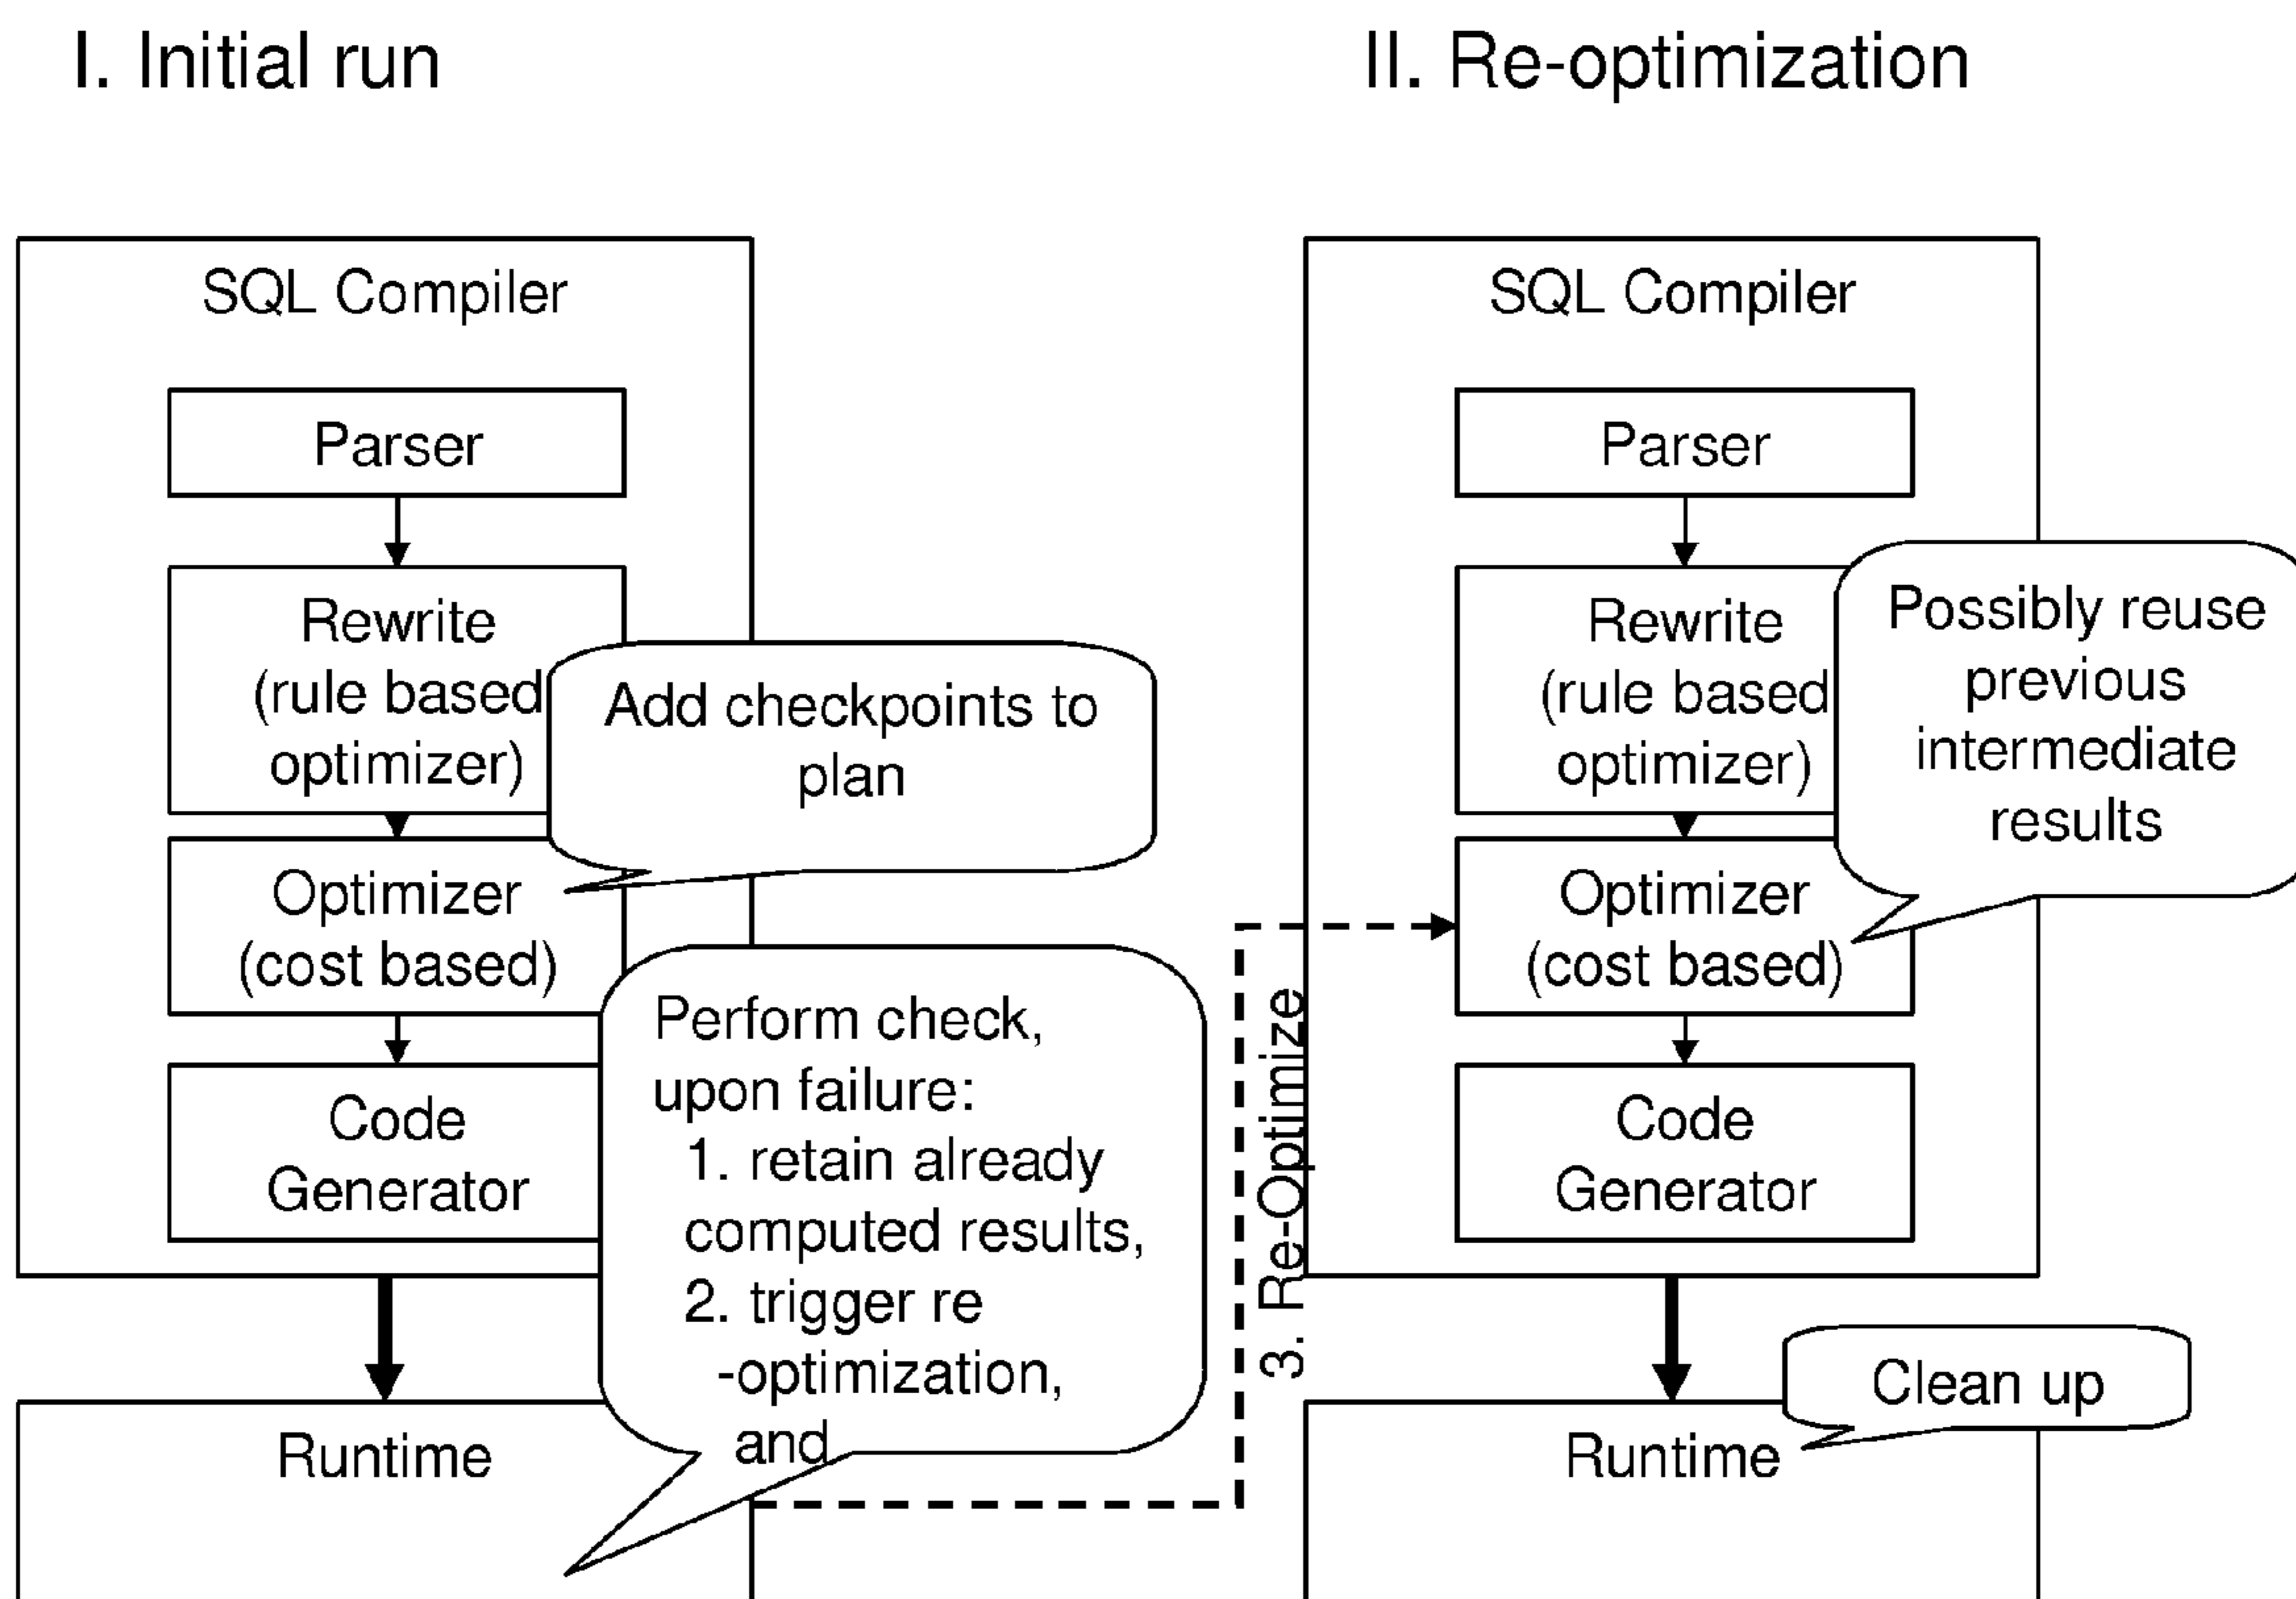 I. Initial run
II. Re-optimization
SQL Compiler
Parser
Rewrite
(rule based
optimizer)
Add checkpoints to
plan
Optimizer
(cost based)
Code
Generator
Perform check,
upon failure:
1. retain already
computed results,
2. trigger re
-optimization,
and
Runtime
3. Re-Optimize
SQL Compiler
Parser
Rewrite
(rule based
optimizer)
Possibly reuse
previous
intermediate
results
Optimizer
(cost based)
Code
Generator
Clean up
Runtime